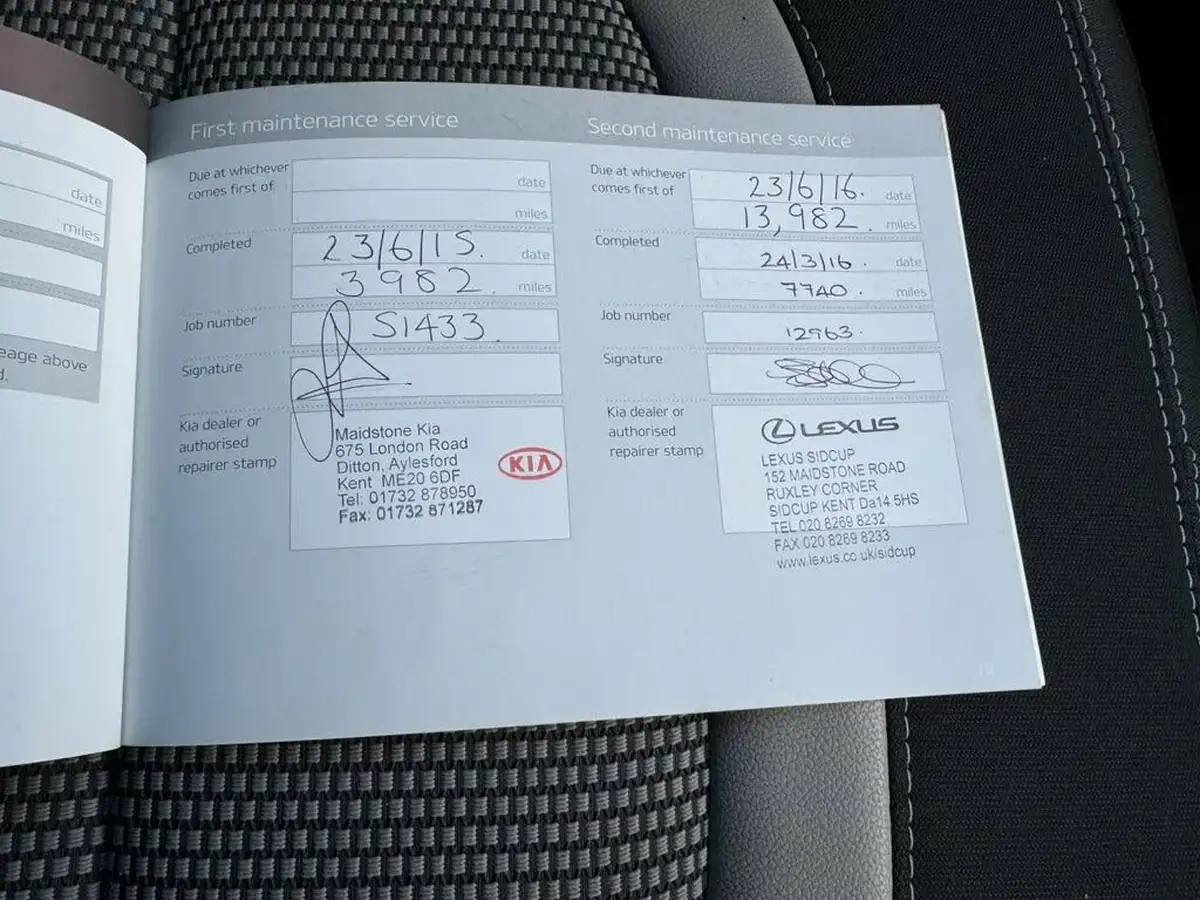 date
miles
eage above
d.
First maintenance service
Due at whichever
comes first of
date
miles
Completed
23/6/15. date
3982. miles
Job number
S1433.
Signature
Kia dealer or
authorised
repairer stamp
Maidstone Kia
675 London Road
Ditton, Aylesford
Kent ME20 6DF
Tel: 01732 878950
Fax: 01732 871287
KIA
Second maintenance service
Due at whichever
comes first of
23/6/16. date
13,982. miles
Completed
24/3/16. date
7740. miles
Job number
12963.
Signature
Kia dealer or
authorised
repairer stamp
LEXUS
LEXUS SIDCUP
152 MAIDSTONE ROAD
RUXLEY CORNER
SIDCUP KENT Da14 5HS
TEL 020 8269 8232
FAX 020 8269 8233
www.lexus.co.uk/sidcup